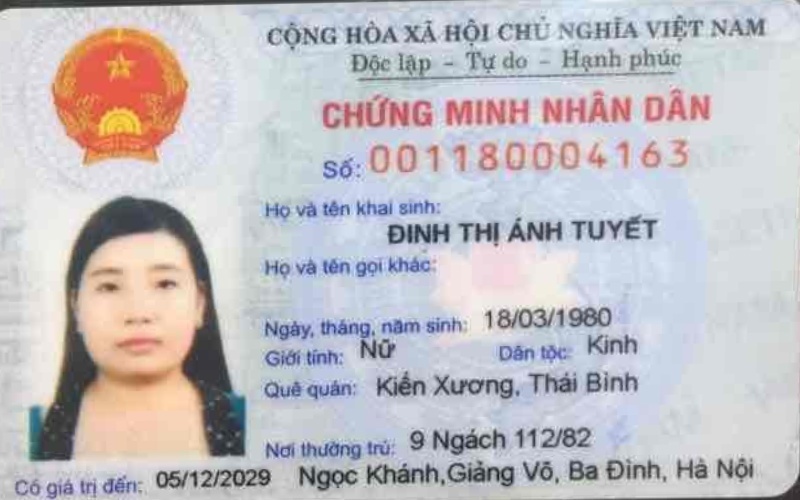 CỘNG HÒA XÃ HỘI CHỦ NGHĨA VIỆT NAM
Độc lập - Tự do - Hạnh phúc
CHỨNG MINH NHÂN DÂN
Số: 001180004163
Họ và tên khai sinh:
ĐINH THỊ ÁNH TUYẾT
Họ và tên gọi khác:
Ngày, tháng, năm sinh: 18/03/1980
Giới tính: Nữ Dân tộc: Kinh
Quê quán: Kiến Xương, Thái Bình
Nơi thường trú: 9 Ngách 112/82
Có giá trị đến: 05/12/2029 Ngọc Khánh,Giảng Võ, Ba Đình, Hà Nội